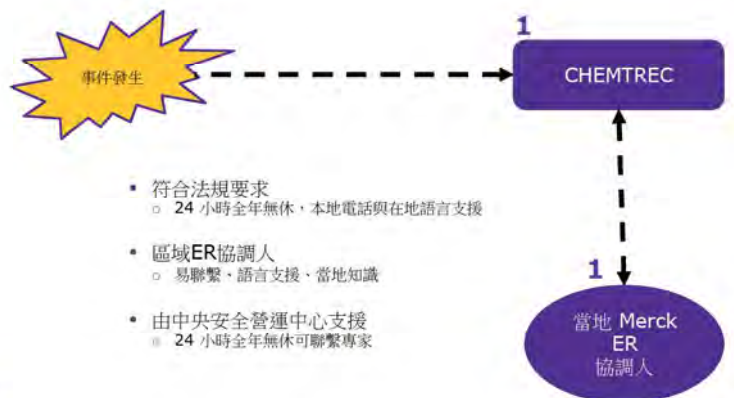 1
事件發生
CHEMTREC
• 符合法規要求
○ 24 小時全年無休，本地電話與在地語言支援
• 區域ER協調人
○ 易聯繫、語言支援、當地知識
• 由中央安全營運中心支援
○ 24 小時全年無休可聯繫專家
1
當地 Merck
ER
協調人